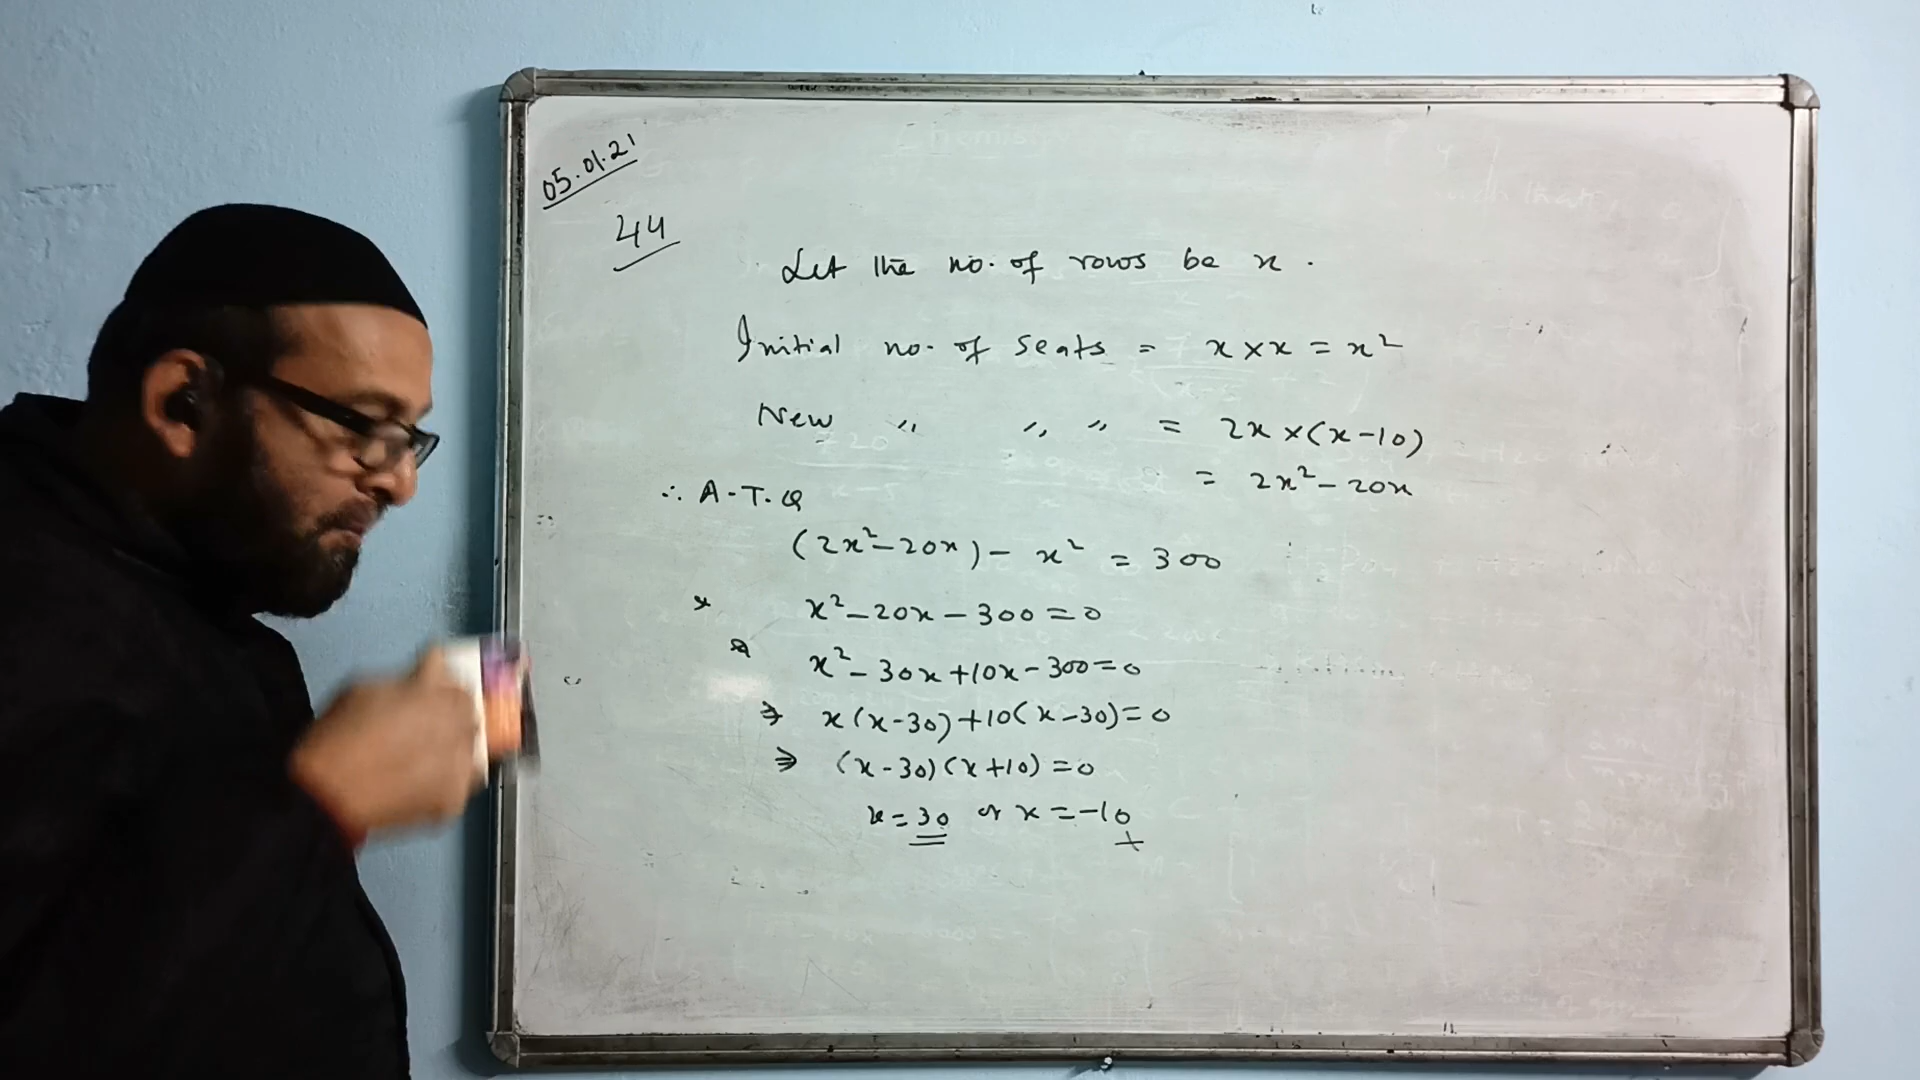 05.01.21
44
Let the no. of rows be x.
Initial no. of seats = x × x = x²
New " " " = 2x × (x-10)
= 2x² - 20x
∴ A.T.Q
(2x² - 20x) - x² = 300
x² - 20x - 300 = 0
x² - 30x + 10x - 300 = 0
⇒ x(x-30) + 10(x-30) = 0
⇒ (x-30)(x+10) = 0
x = 30 or x = -10